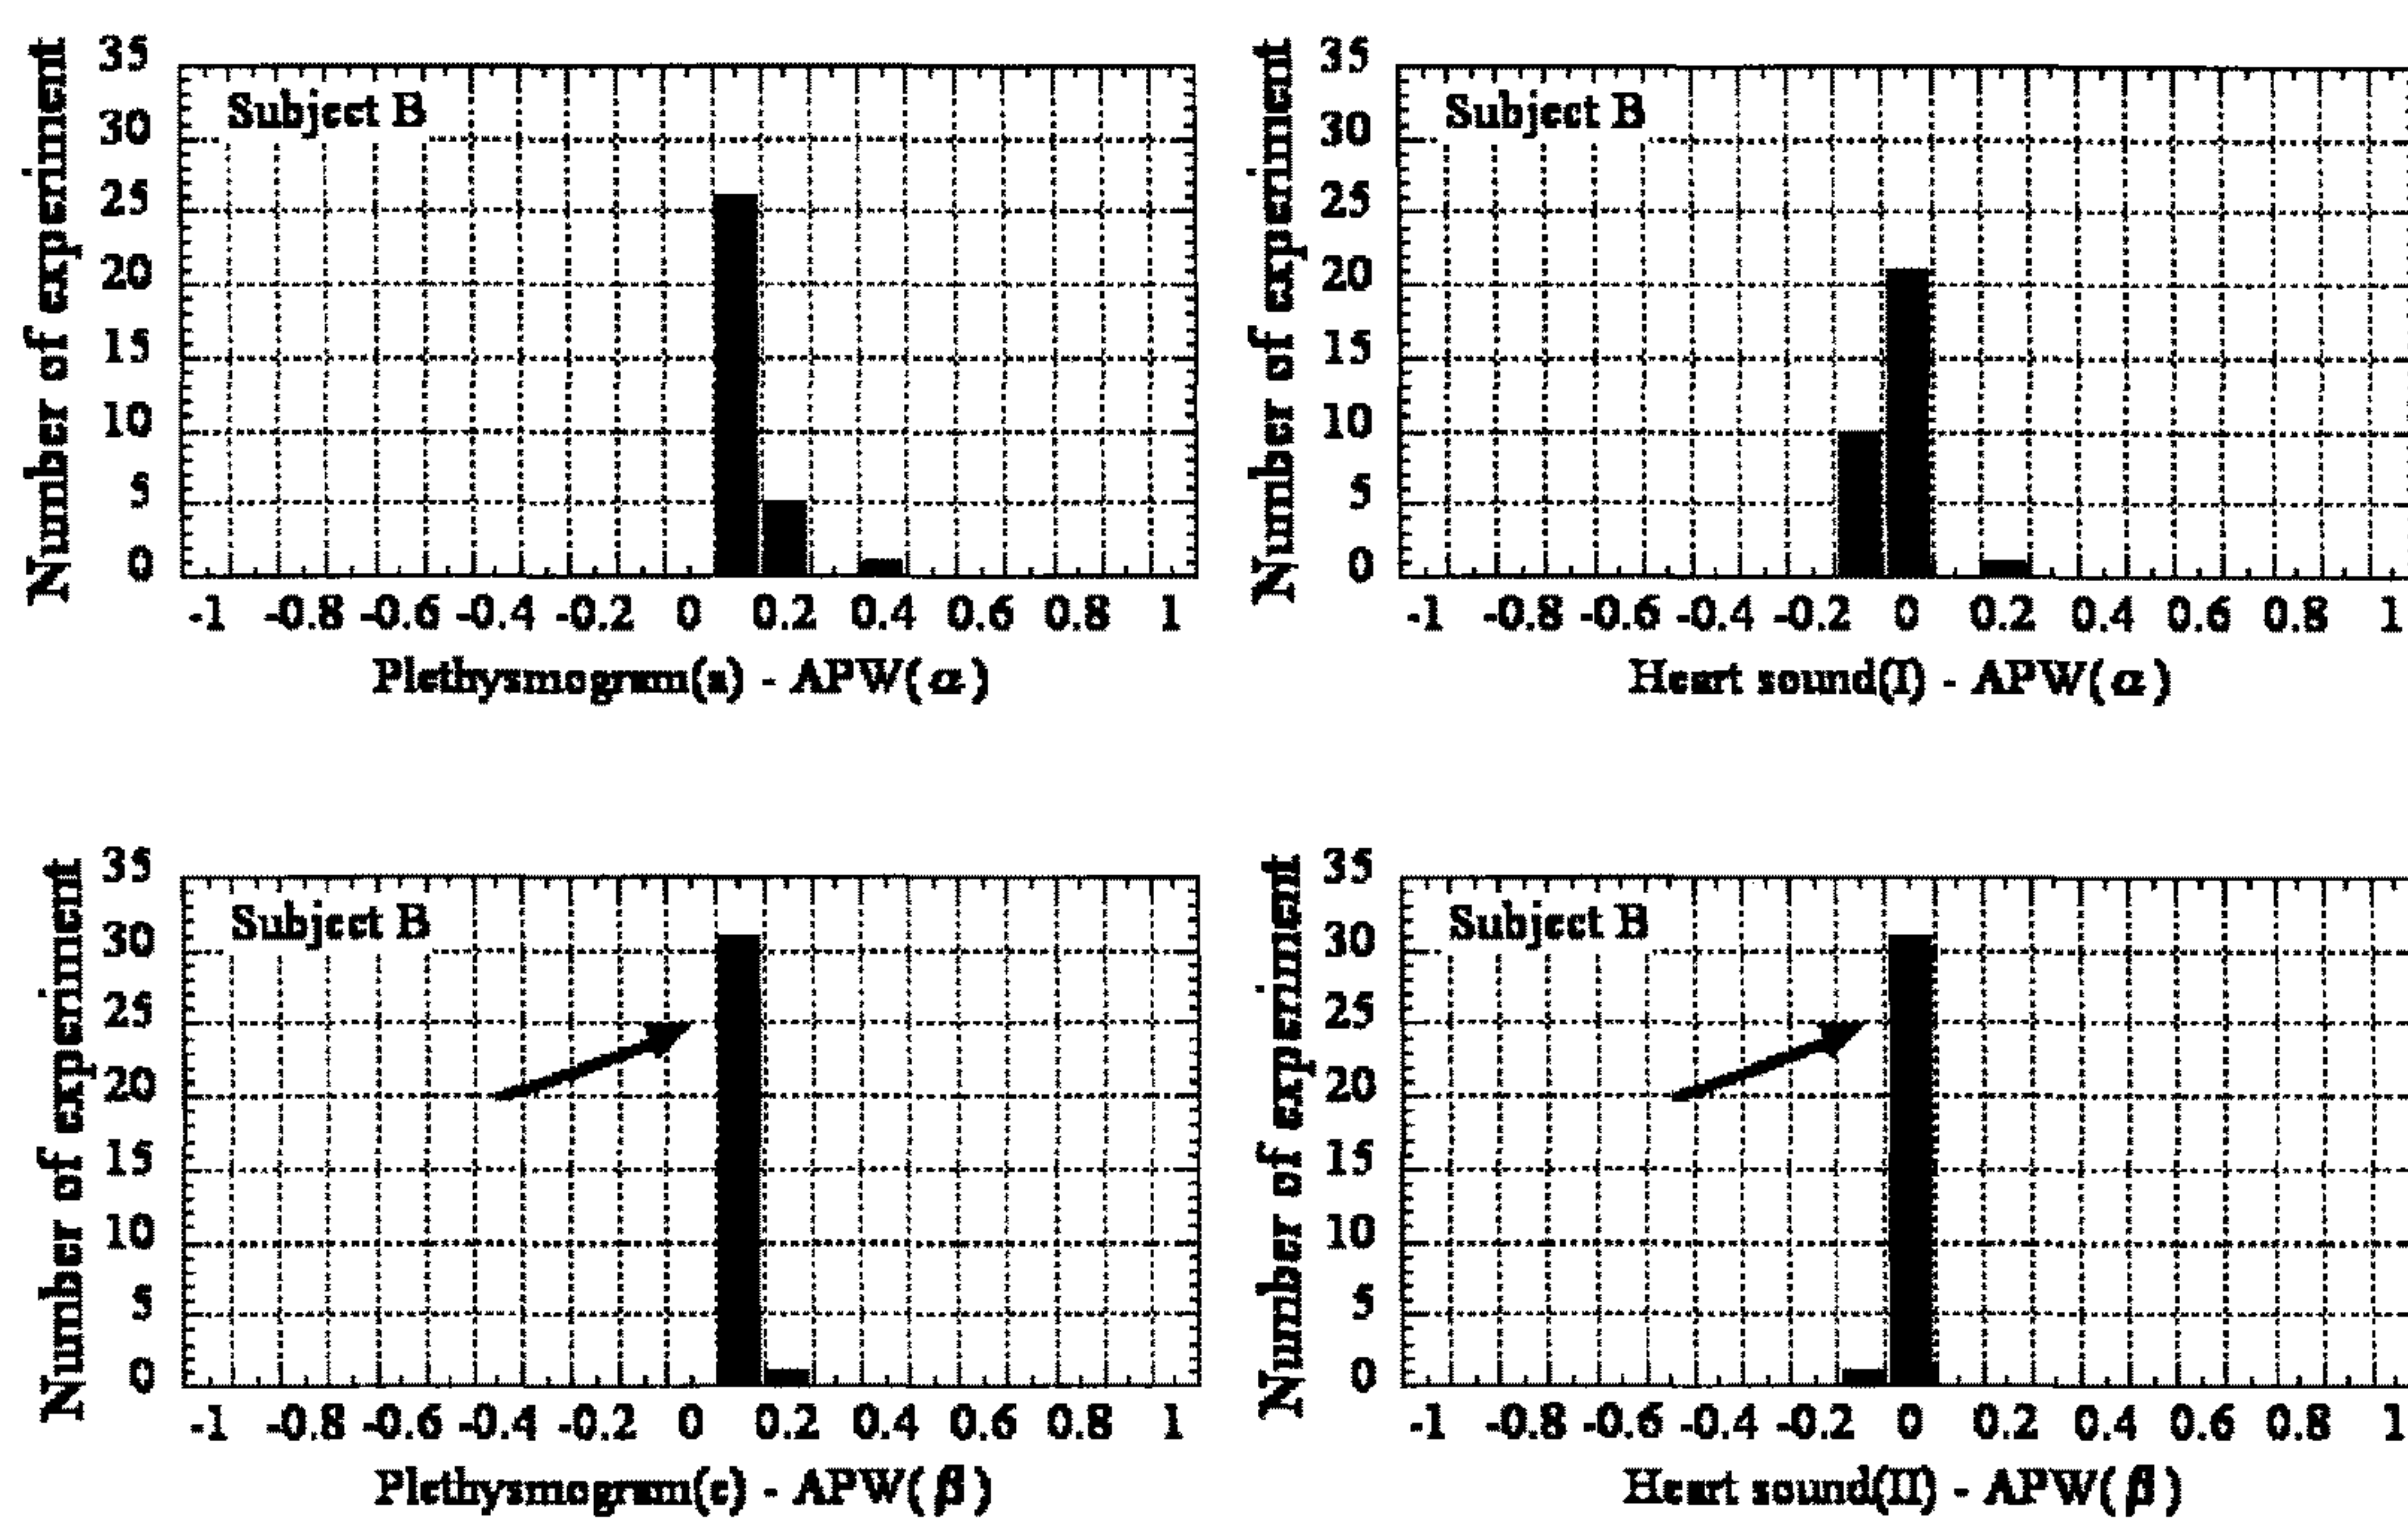 Number of experiment
35
30
25
20
15
10
5
0
Subject B
-1 -0.8 -0.6 -0.4 -0.2 0 0.2 0.4 0.6 0.8 1
Plethysmogram(a) - APW(α)
Number of experiment
35
30
25
20
15
10
5
0
Subject B
-1 -0.8 -0.6 -0.4 -0.2 0 0.2 0.4 0.6 0.8 1
Heart sound(I) - APW(α)
Number of experiment
35
30
25
20
15
10
5
0
Subject B
-1 -0.8 -0.6 -0.4 -0.2 0 0.2 0.4 0.6 0.8 1
Plethysmogram(e) - APW(β)
Number of experiment
35
30
25
20
15
10
5
0
Subject B
-1 -0.8 -0.6 -0.4 -0.2 0 0.2 0.4 0.6 0.8 1
Heart sound(II) - APW(β)